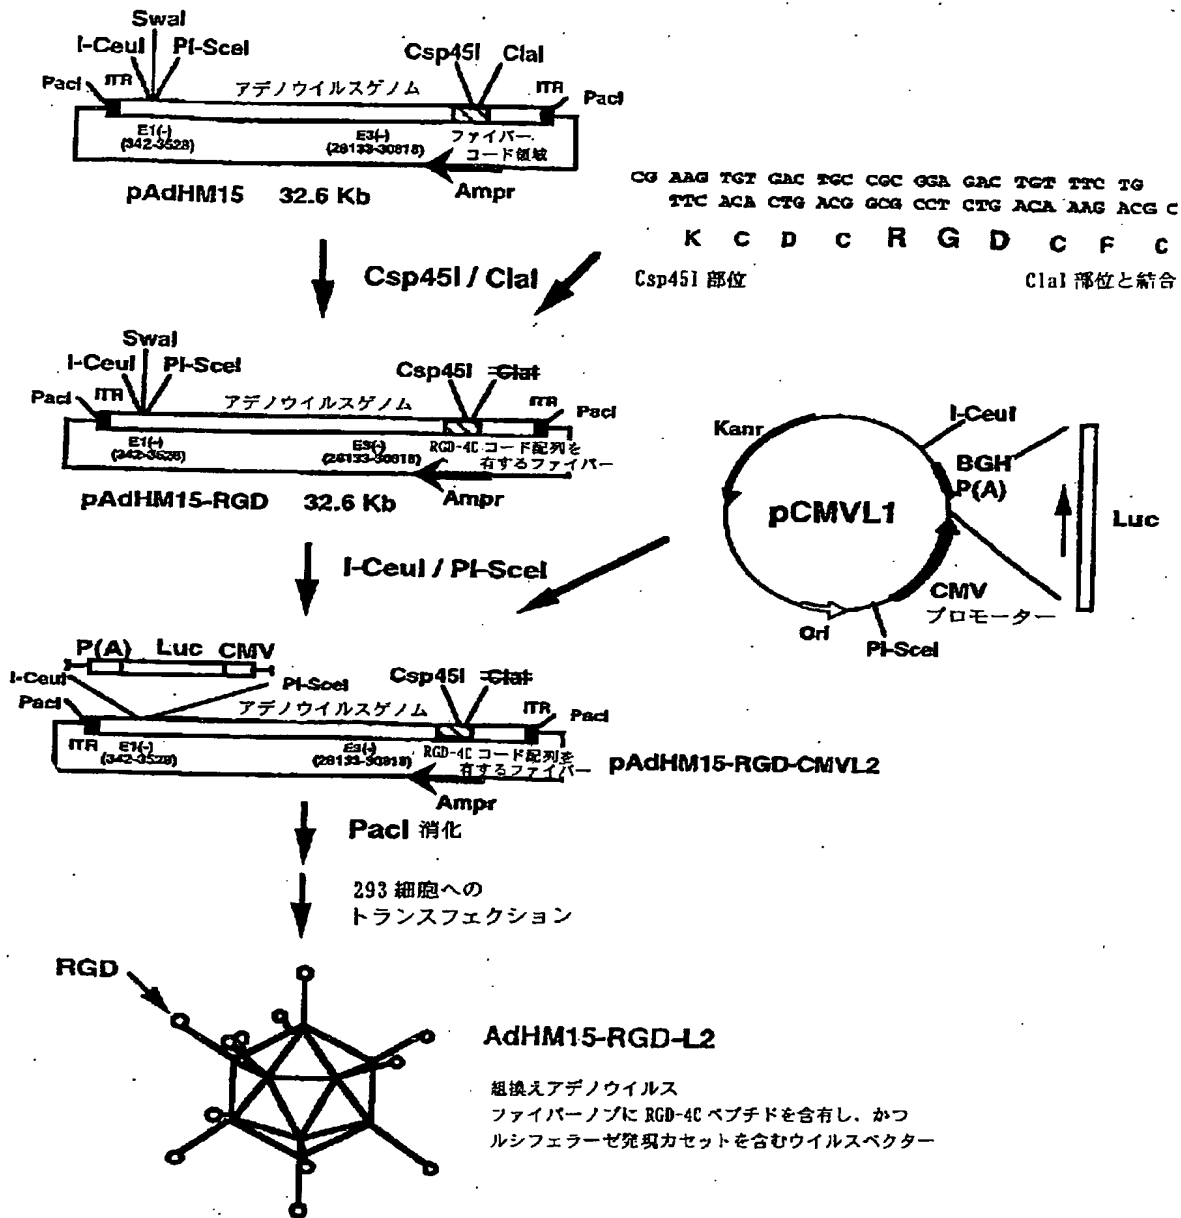 SwaI
I-CeuI PI-SceI
Csp45I ClaI
PacI ITR アデノウイルスゲノム ITR PacI
E1(-) E3(-) ファイバー
(342-3528) (28133-30818) コード領域
Ampr
pAdHM15 32.6 Kb
CG AAG TGT GAC TGC CGC GGA GAC TGT TTC TG
TTC ACA CTG ACG GCG CCT CTG ACA AAG ACG C
K C D C R G D C F C
Csp45I 部位 ClaI 部位と結合
Csp45I / ClaI
SwaI
I-CeuI PI-SceI
Csp45I ClaI
PacI ITR アデノウイルスゲノム ITR PacI
E1(-) E3(-) RGD-4C コード配列を
(342-3528) (28133-30818) 有するファイバー
Ampr
pAdHM15-RGD 32.6 Kb
Kanr
I-CeuI
BGH
P(A)
pCMVL1
Luc
CMV
プロモーター
Ori
PI-SceI
I-CeuI / PI-SceI
P(A) Luc CMV
I-CeuI PI-SceI
Csp45I ClaI
PacI アデノウイルスゲノム ITR PacI
ITR E1(-) E3(-) RGD-4C コード配列を
(342-3528) (28133-30818) 有するファイバー
Ampr
pAdHM15-RGD-CMVL2
PacI 消化
293 細胞への
トランスフェクション
RGD
AdHM15-RGD-L2
組換えアデノウイルス
ファイバーノブに RGD-4C ペプチドを含有し、かつ
ルシフェラーゼ発現カセットを含むウイルスベクター